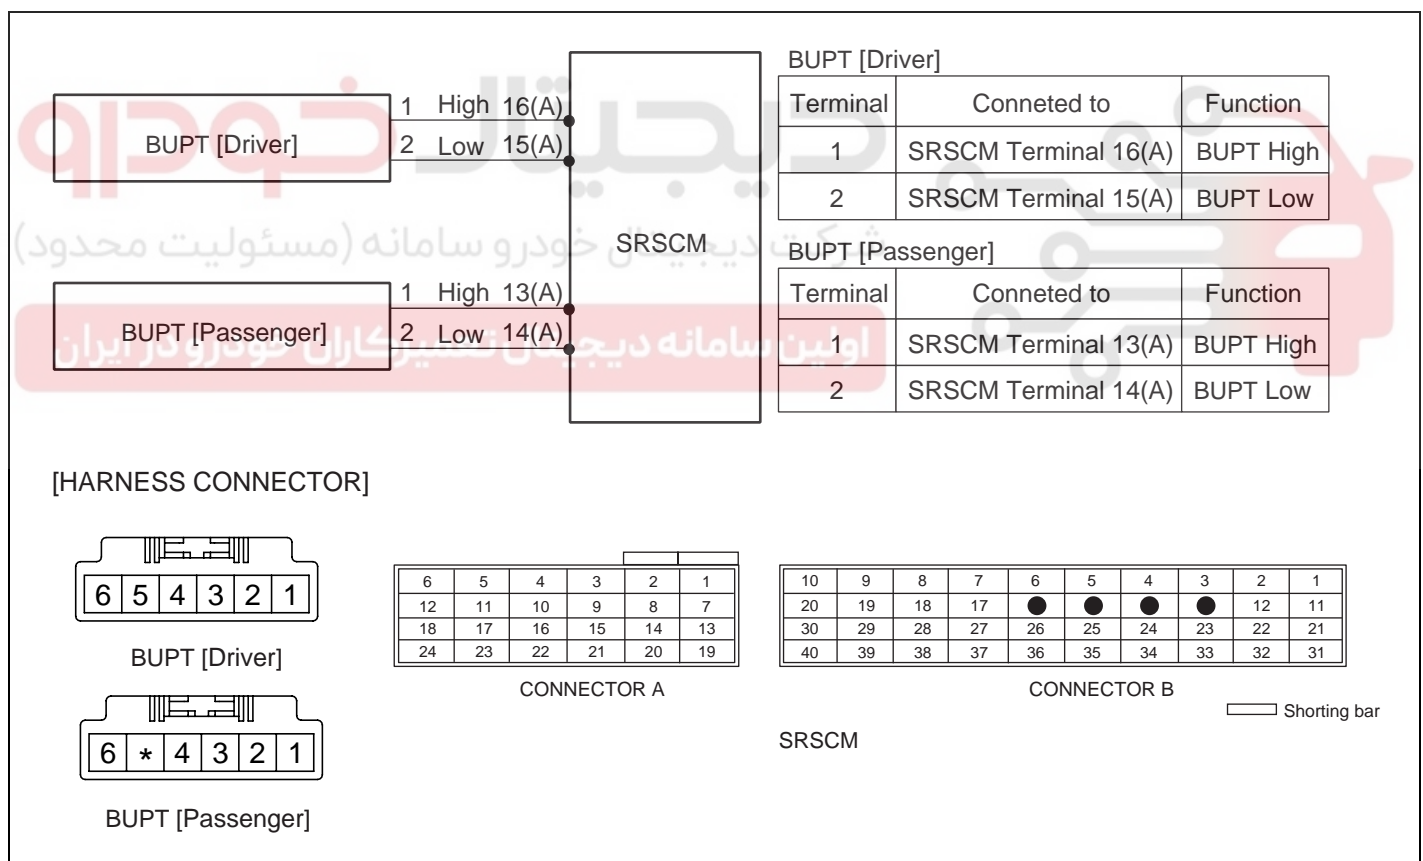 BUPT [Driver]
1 High 16(A)
2 Low 15(A)
BUPT [Passenger]
1 High 13(A)
2 Low 14(A)
SRSCM
BUPT [Driver]
Terminal Conneted to Function
1 SRSCM Terminal 16(A) BUPT High
2 SRSCM Terminal 15(A) BUPT Low
BUPT [Passenger]
Terminal Conneted to Function
1 SRSCM Terminal 13(A) BUPT High
2 SRSCM Terminal 14(A) BUPT Low
دیجیتال خودرو
شرکت دیجیتال خودرو سامانه (مسئولیت محدود)
اولین سامانه دیجیتال تعمیرکاران خودرو در ایران
[HARNESS CONNECTOR]
6 5 4 3 2 1
BUPT [Driver]
6 * 4 3 2 1
BUPT [Passenger]
6 5 4 3 2 1
12 11 10 9 8 7
18 17 16 15 14 13
24 23 22 21 20 19
CONNECTOR A
10 9 8 7 6 5 4 3 2 1
20 19 18 17 12 11
30 29 28 27 26 25 24 23 22 21
40 39 38 37 36 35 34 33 32 31
CONNECTOR B
Shorting bar
SRSCM